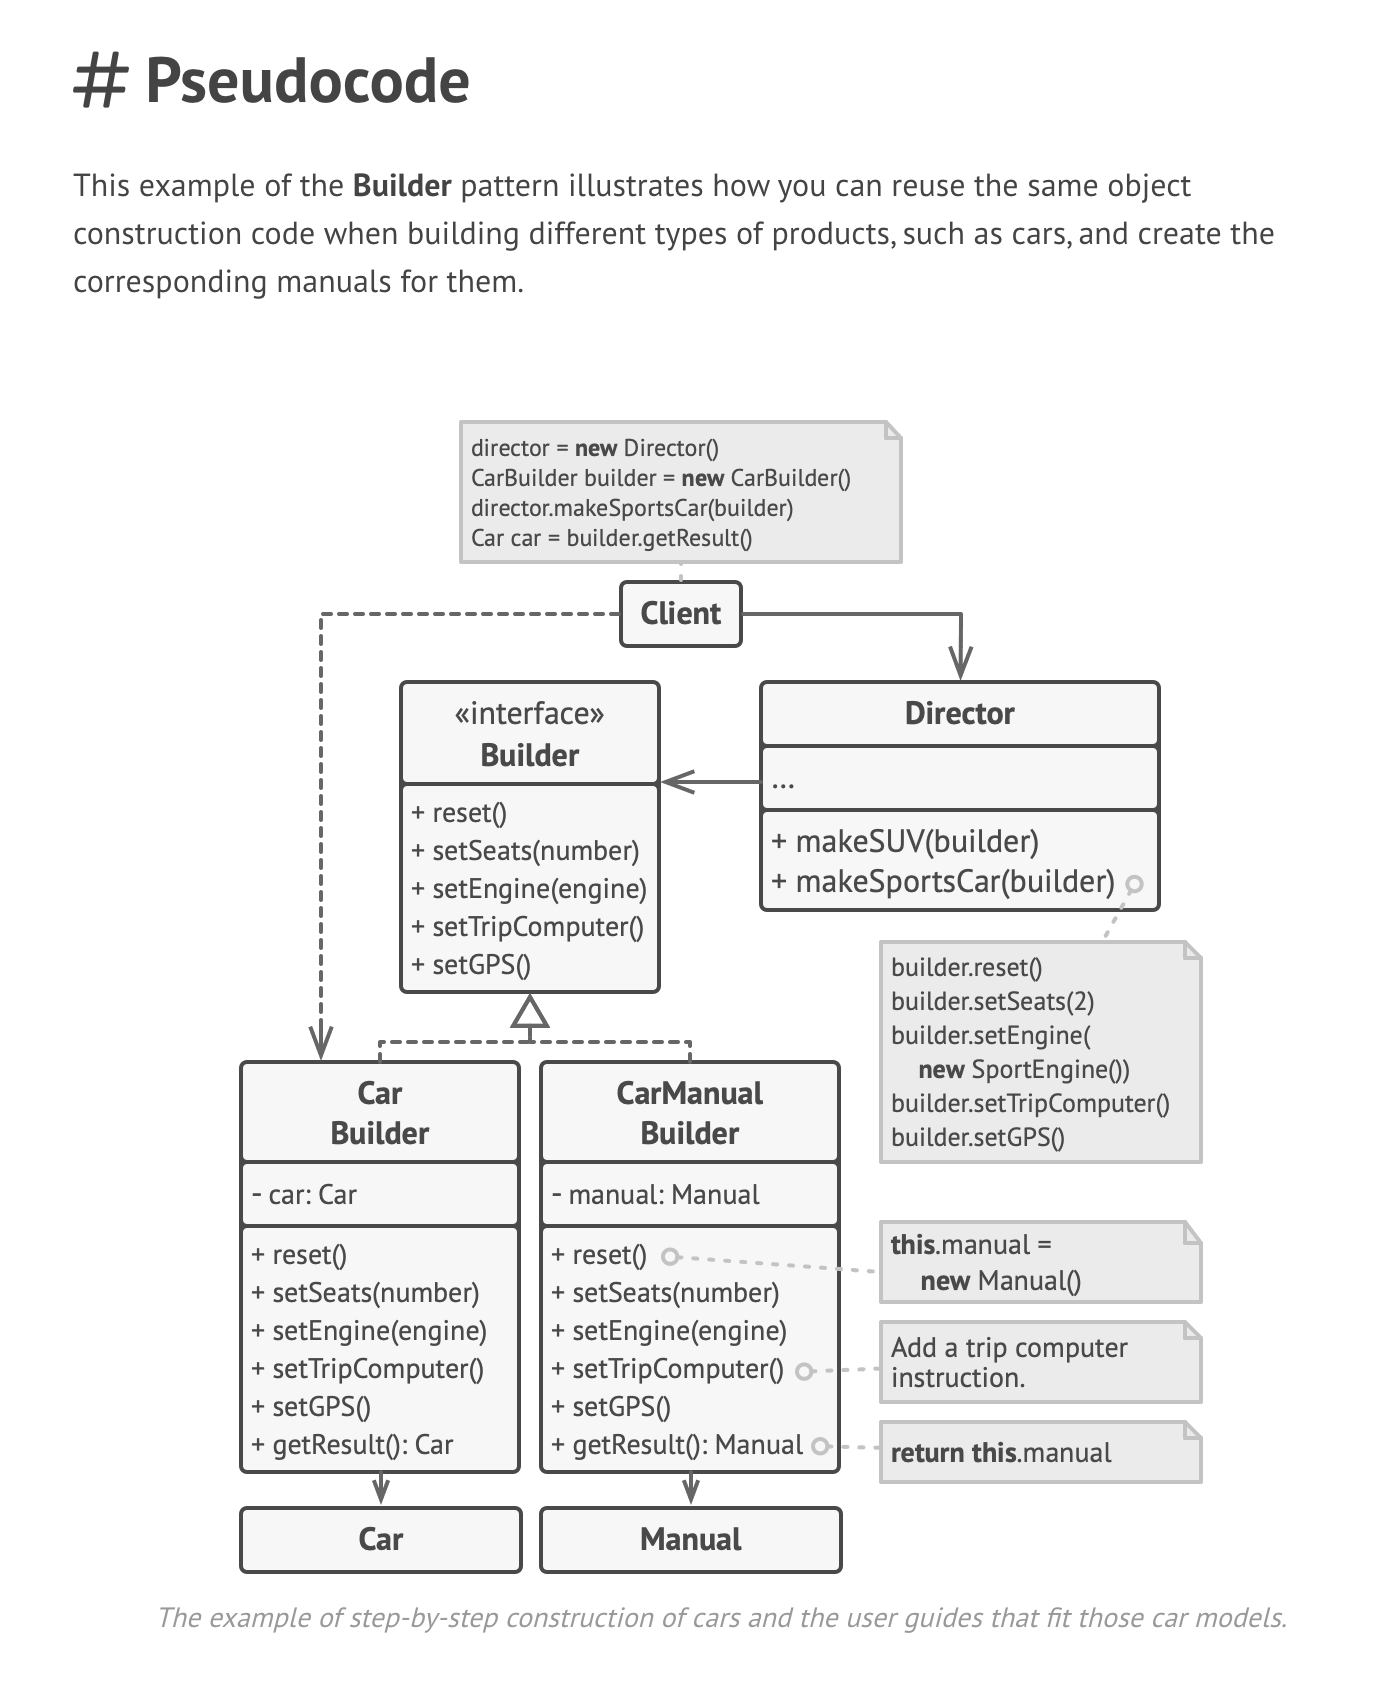 # Pseudocode
This example of the Builder pattern illustrates how you can reuse the same object
construction code when building different types of products, such as cars, and create the
corresponding manuals for them.
director = new Director()
CarBuilder builder = new CarBuilder()
director.makeSportsCar(builder)
Car car = builder.getResult()
Client
«interface»
Builder
+ reset()
+ setSeats(number)
+ setEngine(engine)
+ setTripComputer()
+ setGPS()
Director
...
+ makeSUV(builder)
+ makeSportsCar(builder)
builder.reset()
builder.setSeats(2)
builder.setEngine(
new SportEngine())
builder.setTripComputer()
builder.setGPS()
Car
Builder
- car: Car
+ reset()
+ setSeats(number)
+ setEngine(engine)
+ setTripComputer()
+ setGPS()
+ getResult(): Car
CarManual
Builder
- manual: Manual
+ reset()
+ setSeats(number)
+ setEngine(engine)
+ setTripComputer()
+ setGPS()
+ getResult(): Manual
this.manual =
new Manual()
Add a trip computer
instruction.
return this.manual
Car
Manual
The example of step-by-step construction of cars and the user guides that fit those car models.